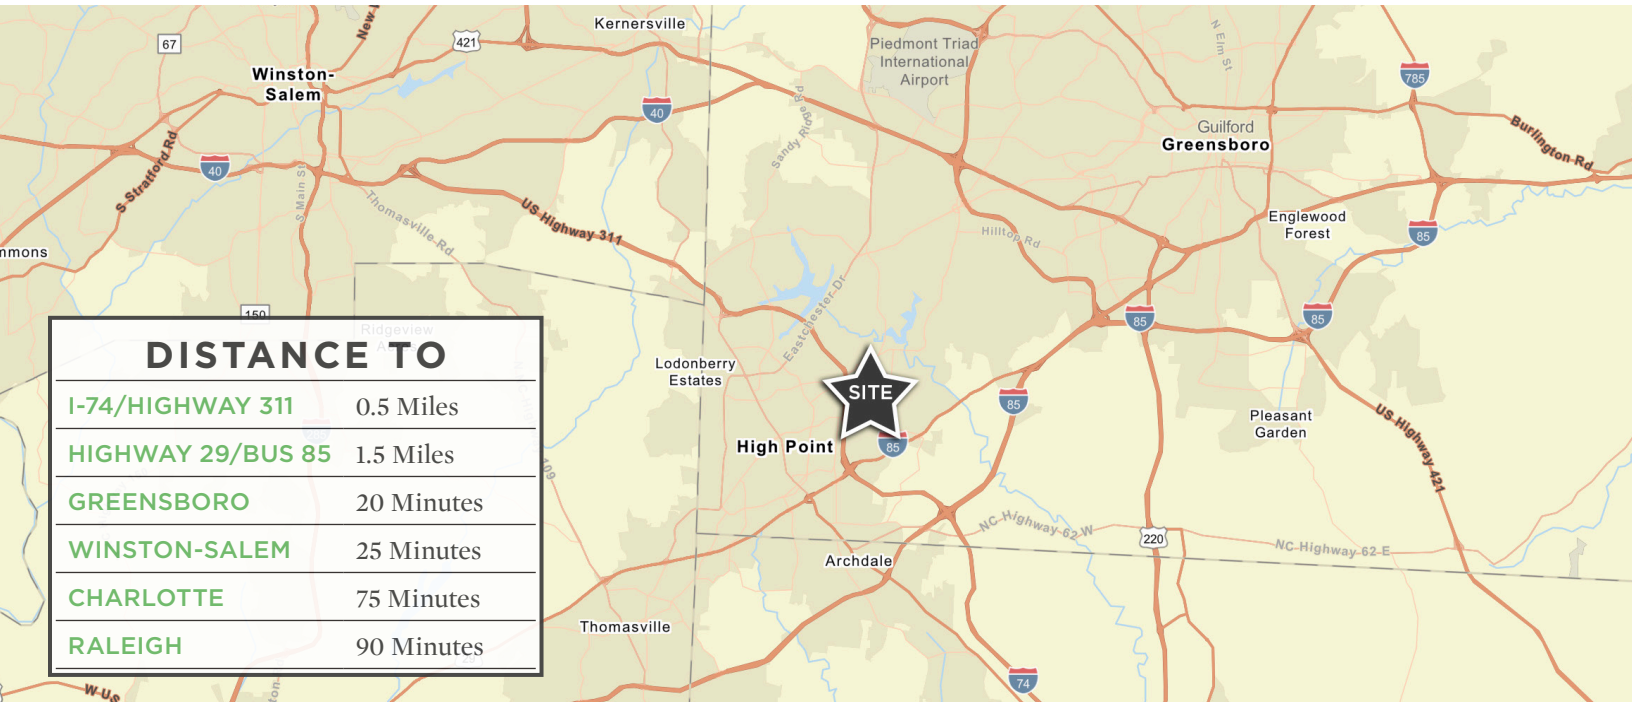 Kernersville
New
67
421
Piedmont Triad
International
Airport
N Elm St
785
Winston-
Salem
40
Sandy Ridge Rd
Guilford
Greensboro
Burlington Rd
S Stratford Rd
40
S Main St
Thomasville Rd
US Highway 311
Hilltop Rd
Englewood
Forest
85
mmons
150
Eastchester Dr
85
85
Ridgeview
DISTANCE TO
I-74/HIGHWAY 311 0.5 Miles
HIGHWAY 29/BUS 85 1.5 Miles
GREENSBORO 20 Minutes
WINSTON-SALEM 25 Minutes
CHARLOTTE 75 Minutes
RALEIGH 90 Minutes
Lodonberry
Estates
SITE
85
High Point
85
Pleasant
Garden
US Highway 421
109
NC Highway 62 W
220
NC Highway 62 E
Archdale
Thomasville
29
74
W US